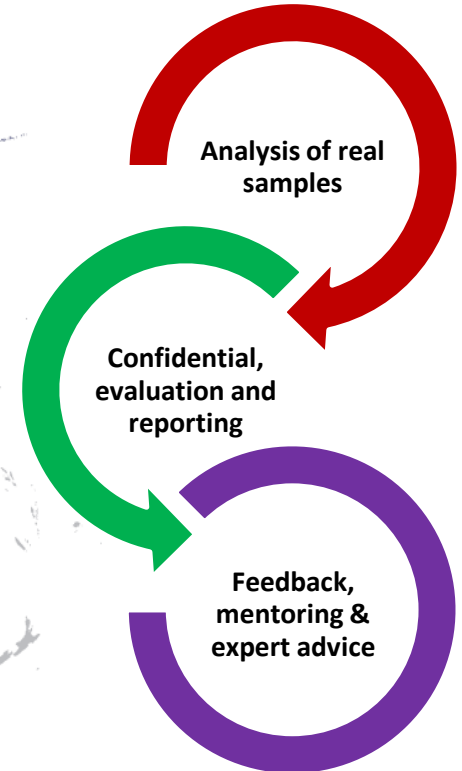 Analysis of real
samples
Confidential,
evaluation and
reporting
Feedback,
mentoring &
expert advice